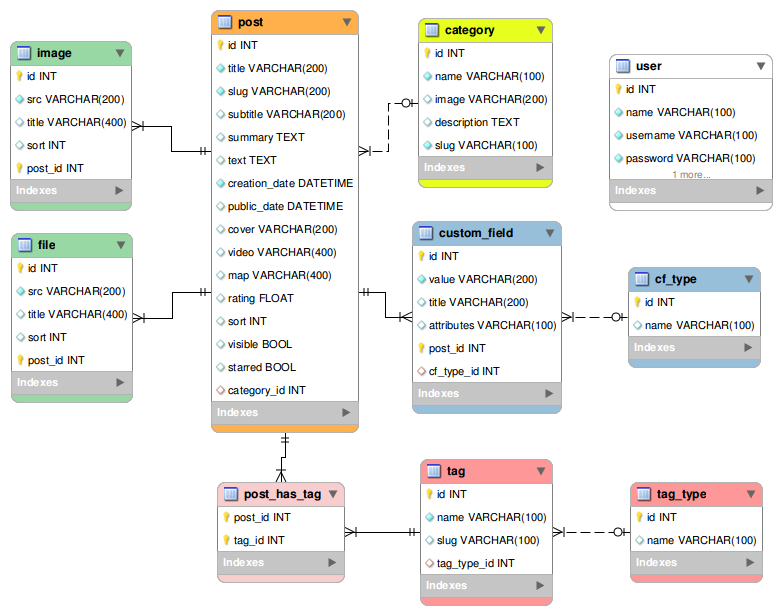 image
id INT
src VARCHAR(200)
title VARCHAR(400)
sort INT
post_id INT
Indexes
file
id INT
src VARCHAR(200)
title VARCHAR(400)
sort INT
post_id INT
Indexes
post
id INT
title VARCHAR(200)
slug VARCHAR(200)
subtitle VARCHAR(200)
summary TEXT
text TEXT
creation_date DATETIME
public_date DATETIME
cover VARCHAR(200)
video VARCHAR(400)
map VARCHAR(400)
rating FLOAT
sort INT
visible BOOL
starred BOOL
category_id INT
Indexes
category
id INT
name VARCHAR(100)
image VARCHAR(200)
description TEXT
slug VARCHAR(100)
Indexes
user
id INT
name VARCHAR(100)
username VARCHAR(100)
password VARCHAR(100)
1 more...
Indexes
custom_field
id INT
value VARCHAR(200)
title VARCHAR(200)
attributes VARCHAR(100)
post_id INT
cf_type_id INT
Indexes
cf_type
id INT
name VARCHAR(100)
Indexes
post_has_tag
post_id INT
tag_id INT
Indexes
tag
id INT
name VARCHAR(100)
slug VARCHAR(100)
tag_type_id INT
Indexes
tag_type
id INT
name VARCHAR(100)
Indexes